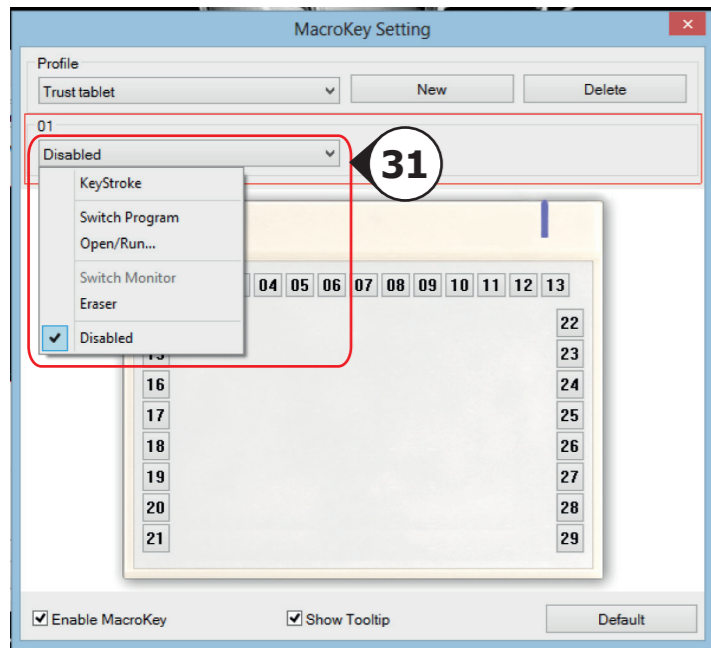 MacroKey Setting
Profile
Trust tablet New Delete
01
Disabled
31
KeyStroke
Switch Program
Open/Run...
Switch Monitor
Eraser
Disabled
04 05 06 07 08 09 10 11 12 13
22
15 23
16 24
17 25
18 26
19 27
20 28
21 29
Enable MacroKey Show Tooltip Default